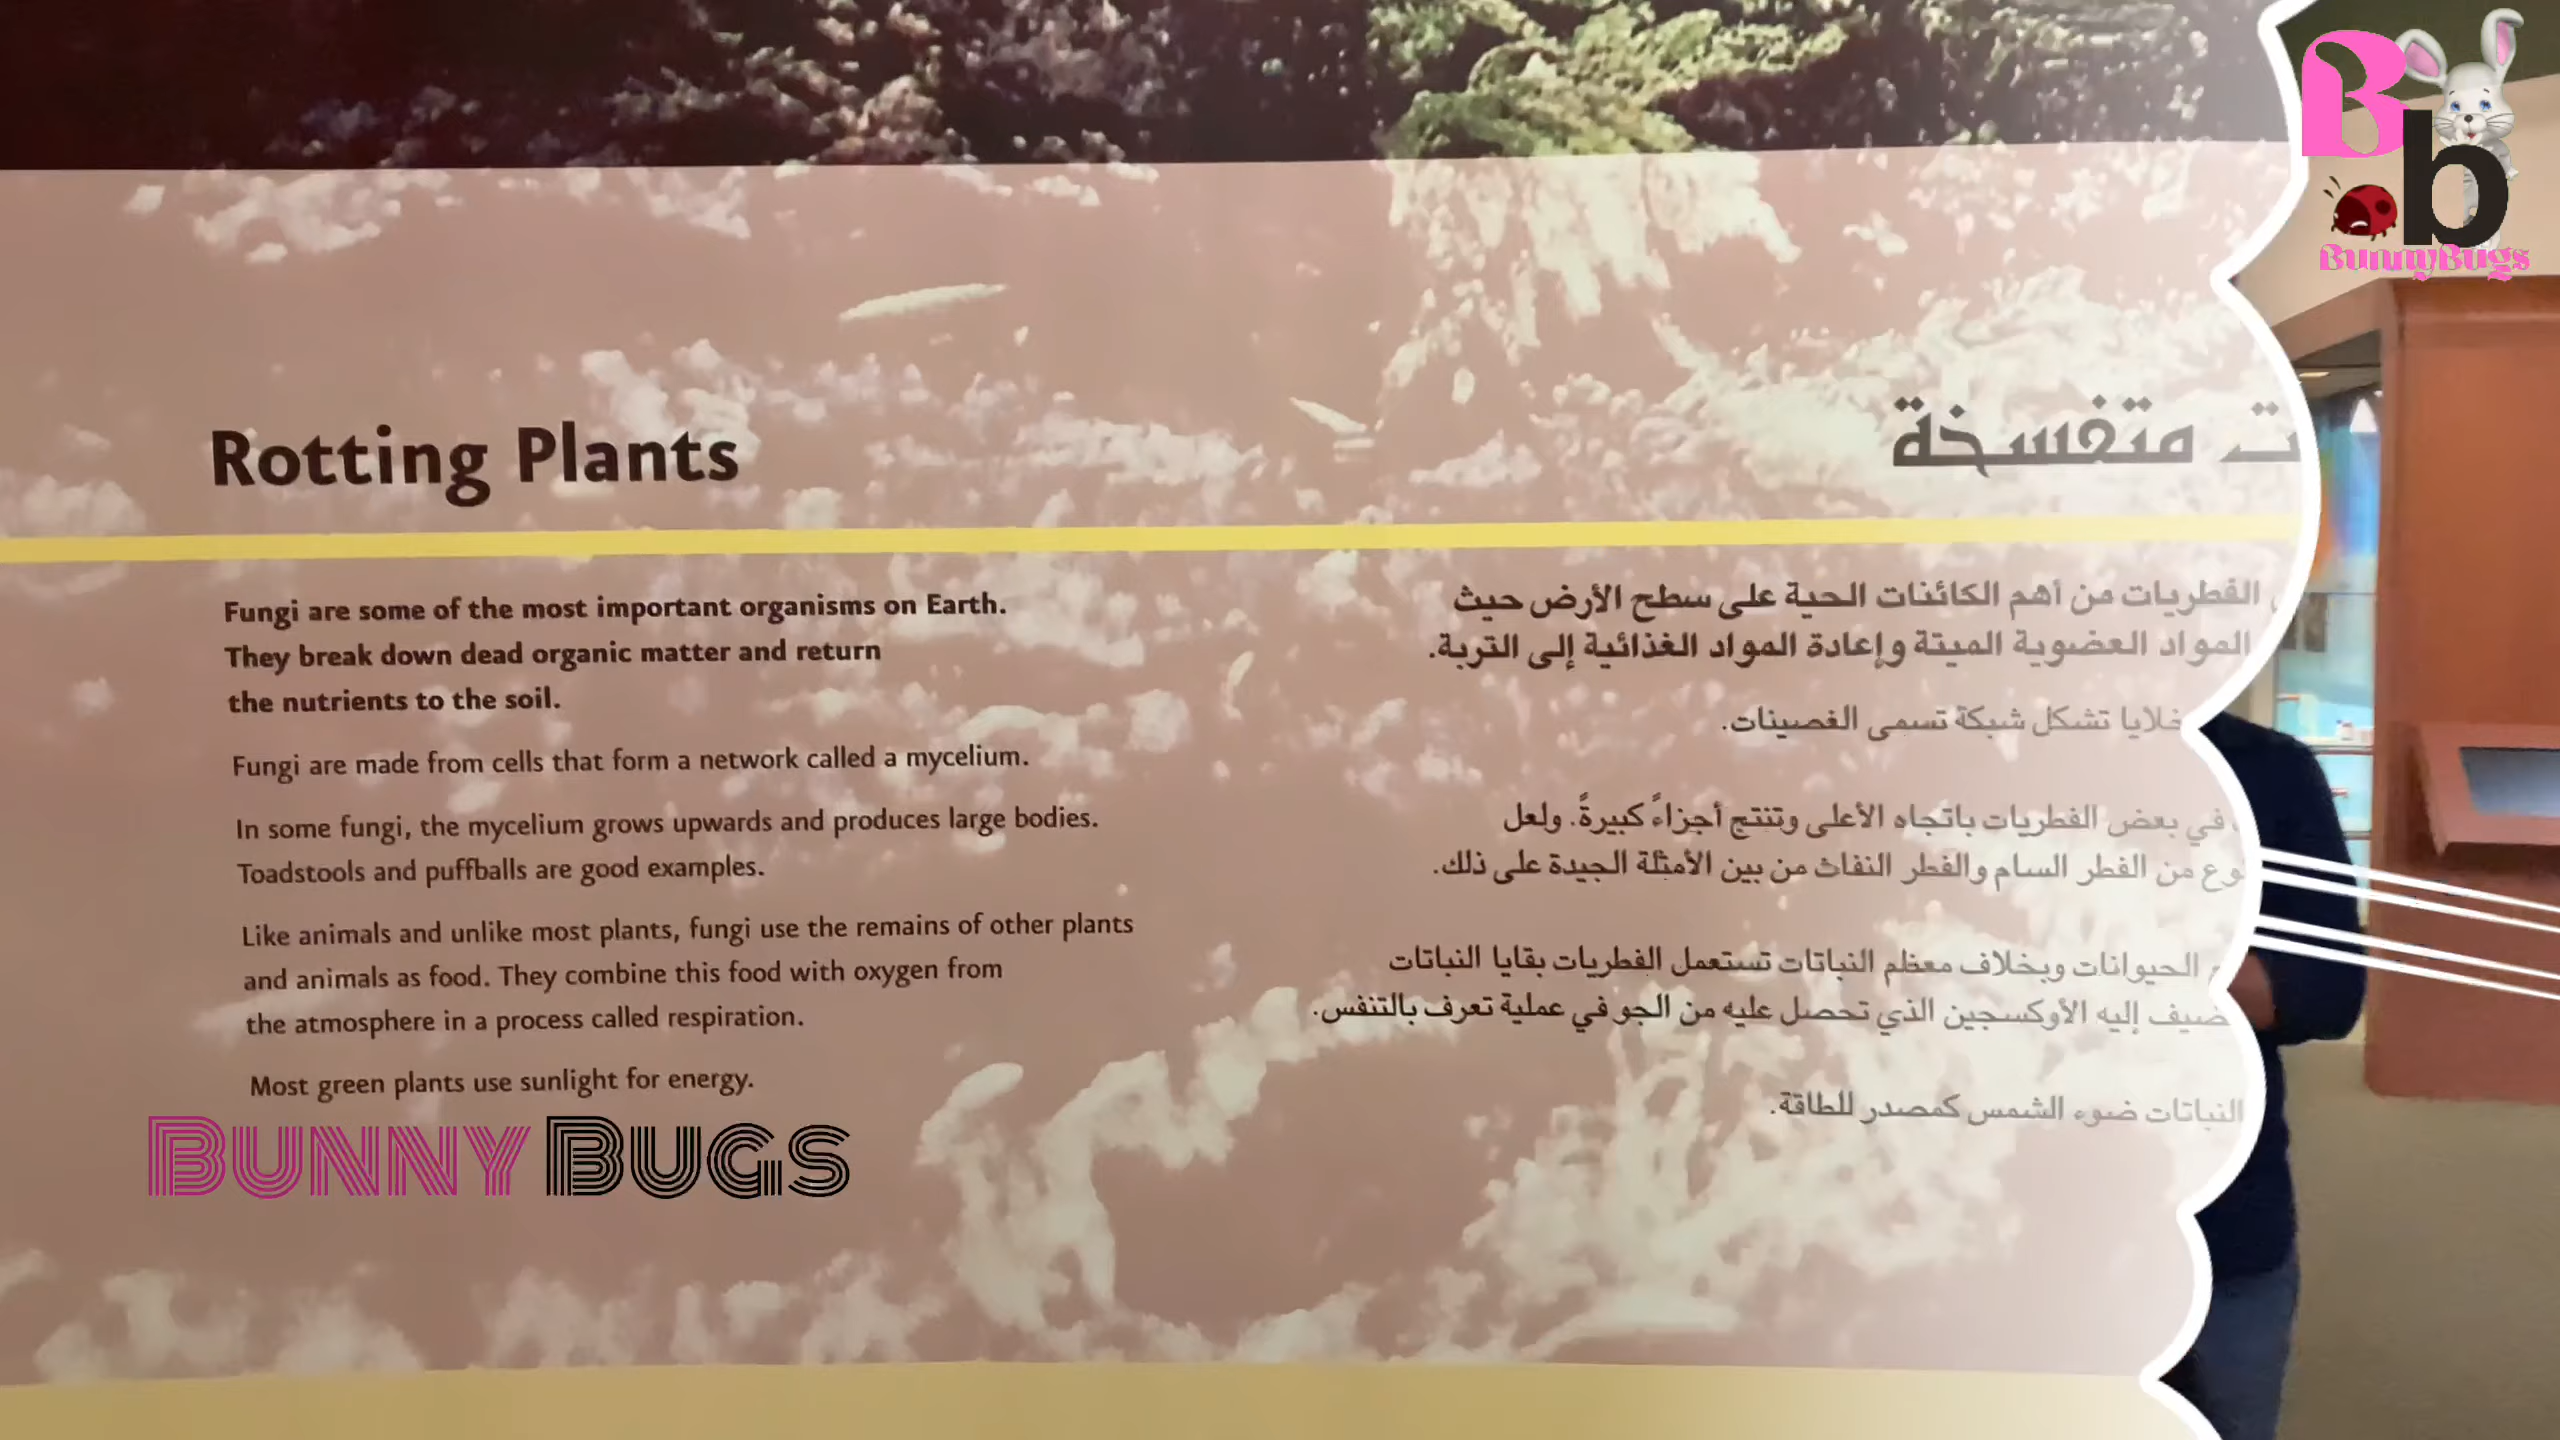 Rotting Plants
Fungi are some of the most important organisms on Earth.
They break down dead organic matter and return
the nutrients to the soil.
Fungi are made from cells that form a network called a mycelium.
In some fungi, the mycelium grows upwards and produces large bodies.
Toadstools and puffballs are good examples.
Like animals and unlike most plants, fungi use the remains of other plants
and animals as food. They combine this food with oxygen from
the atmosphere in a process called respiration.
Most green plants use sunlight for energy.
متفسخة
الفطريات من أهم الكائنات الحية على سطح الأرض حيث
المواد العضوية الميتة وإعادة المواد الغذائية إلى التربة.
خلايا تشكل شبكة تسمى الغصينات.
في بعض الفطريات باتجاه الأعلى وتنتج أجزاءً كبيرةً. ولعل
من الفطر السام والفطر النفاث من بين الأمثلة الجيدة على ذلك.
الحيوانات وبخلاف معظم النباتات تستعمل الفطريات بقايا النباتات
إليه الأوكسجين الذي تحصل عليه من الجو في عملية تعرف بالتنفس.
النباتات ضوء الشمس كمصدر للطاقة.
BUNNYBUGS
Bb
BunnyBugs